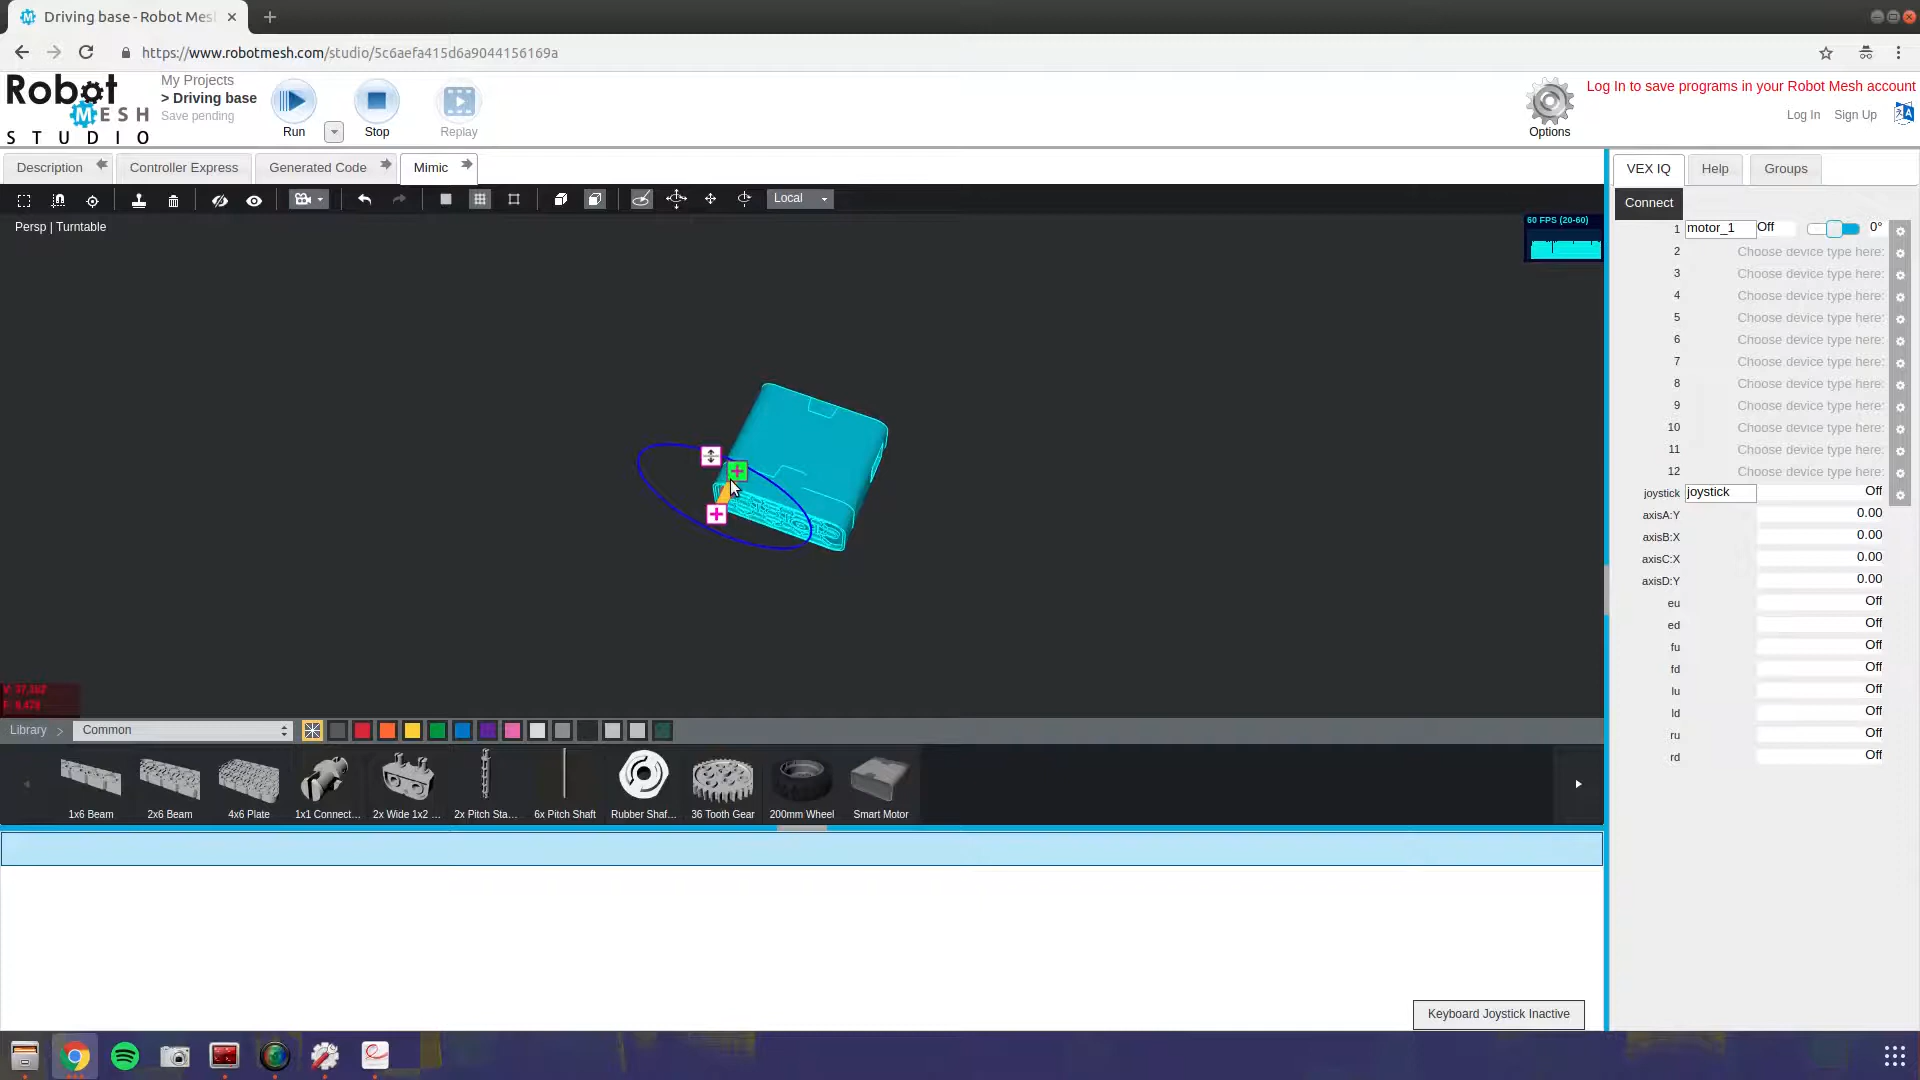 Driving base - Robot Mes
https://www.robotmesh.com/studio/5c6aefa415d6a9044156169a
Robot
MESH
STUDIO
My Projects
> Driving base
Save pending
Run
Stop
Replay
Options
Log In to save programs in your Robot Mesh account
Log In
Sign Up
Description
Controller Express
Generated Code
Mimic
VEX IQ
Help
Groups
Local
Persp | Turntable
60 FPS (20-60)
Connect
1 motor_1 Off 0°
2 Choose device type here:
3 Choose device type here:
4 Choose device type here:
5 Choose device type here:
6 Choose device type here:
7 Choose device type here:
8 Choose device type here:
9 Choose device type here:
10 Choose device type here:
11 Choose device type here:
12 Choose device type here:
joystick joystick Off
axisA:Y 0.00
axisB:X 0.00
axisC:X 0.00
axisD:Y 0.00
eu Off
ed Off
fu Off
fd Off
lu Off
ld Off
ru Off
rd Off
Library > Common
1x6 Beam
2x6 Beam
4x6 Plate
1x1 Connect...
2x Wide 1x2 ...
2x Pitch Sta...
6x Pitch Shaft
Rubber Shaf...
36 Tooth Gear
200mm Wheel
Smart Motor
Keyboard Joystick Inactive